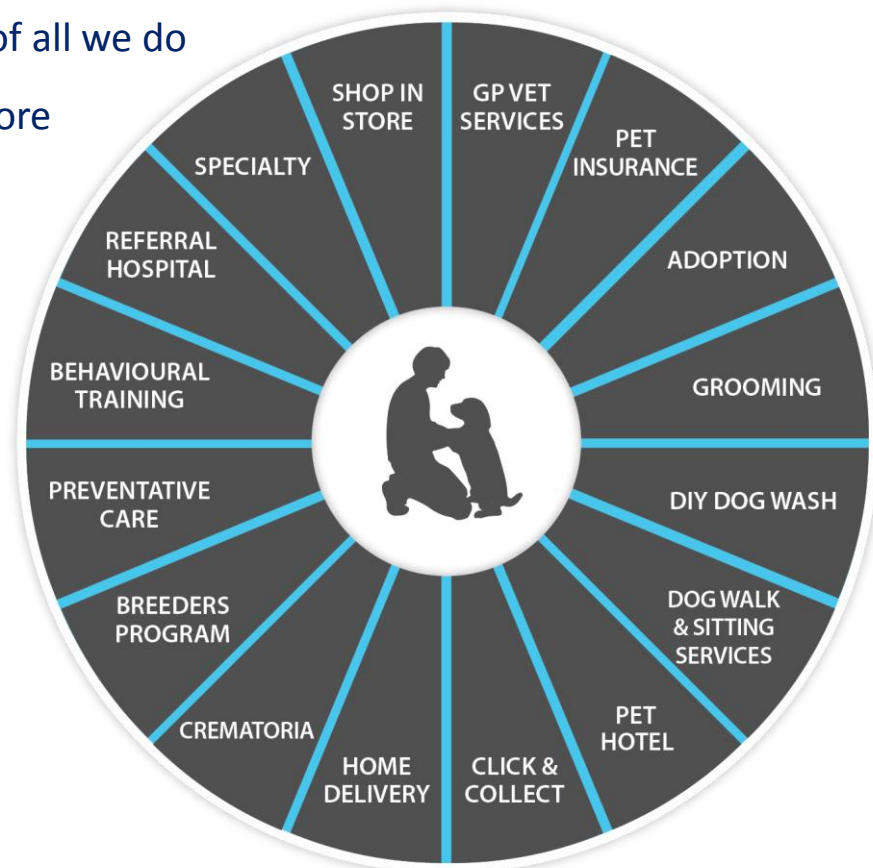 of all we do
ore
SHOP IN
STORE
GP VET
SERVICES
PET
INSURANCE
ADOPTION
GROOMING
DIY DOG WASH
DOG WALK
& SITTING
SERVICES
PET
HOTEL
CLICK &
COLLECT
HOME
DELIVERY
CREMATORIA
BREEDERS
PROGRAM
PREVENTATIVE
CARE
BEHAVIOURAL
TRAINING
REFERRAL
HOSPITAL
SPECIALTY